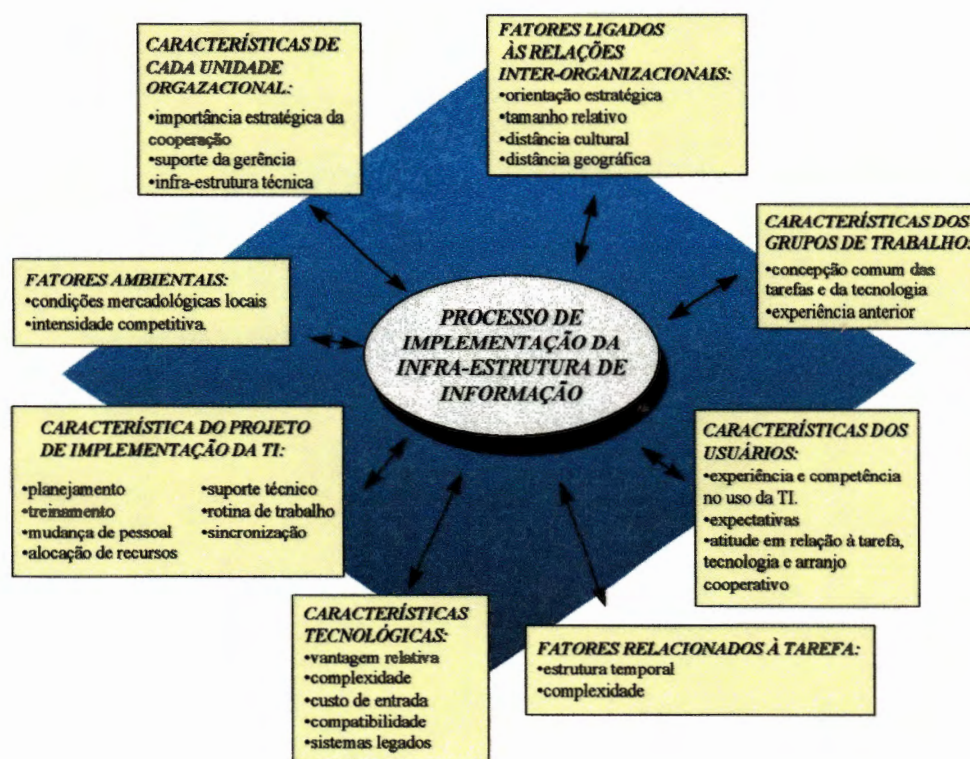 CARACTERÍSTICAS DE
CADA UNIDADE
ORGAZACIONAL:
•importância estratégica da
cooperação
•suporte da gerência
•infra-estrutura técnica
FATORES LIGADOS
ÀS RELAÇÕES
INTER-ORGANIZACIONAIS:
•orientação estratégica
•tamanho relativo
•distância cultural
•distância geográfica
CARACTERÍSTICAS DOS
GRUPOS DE TRABALHO:
•concepção comum das
tarefas e da tecnologia
•experiência anterior
FATORES AMBIENTAIS:
•condições mercadológicas locais
•intensidade competitiva.
PROCESSO DE
IMPLEMENTAÇÃO DA
INFRA-ESTRUTURA DE
INFORMAÇÃO
CARACTERÍSTICA DO PROJETO
DE IMPLEMENTAÇÃO DA TI:
•planejamento
•treinamento
•mudança de pessoal
•alocação de recursos
•suporte técnico
•rotina de trabalho
•sincronização
CARACTERÍSTICAS DOS
USUÁRIOS:
•experiência e competência
no uso da TI.
•expectativas
•atitude em relação à tarefa,
tecnologia e arranjo
cooperativo
CARACTERÍSTICAS
TECNOLÓGICAS:
•vantagem relativa
•complexidade
•custo de entrada
•compatibilidade
•sistemas legados
FATORES RELACIONADOS À TAREFA:
•estrutura temporal
•complexidade